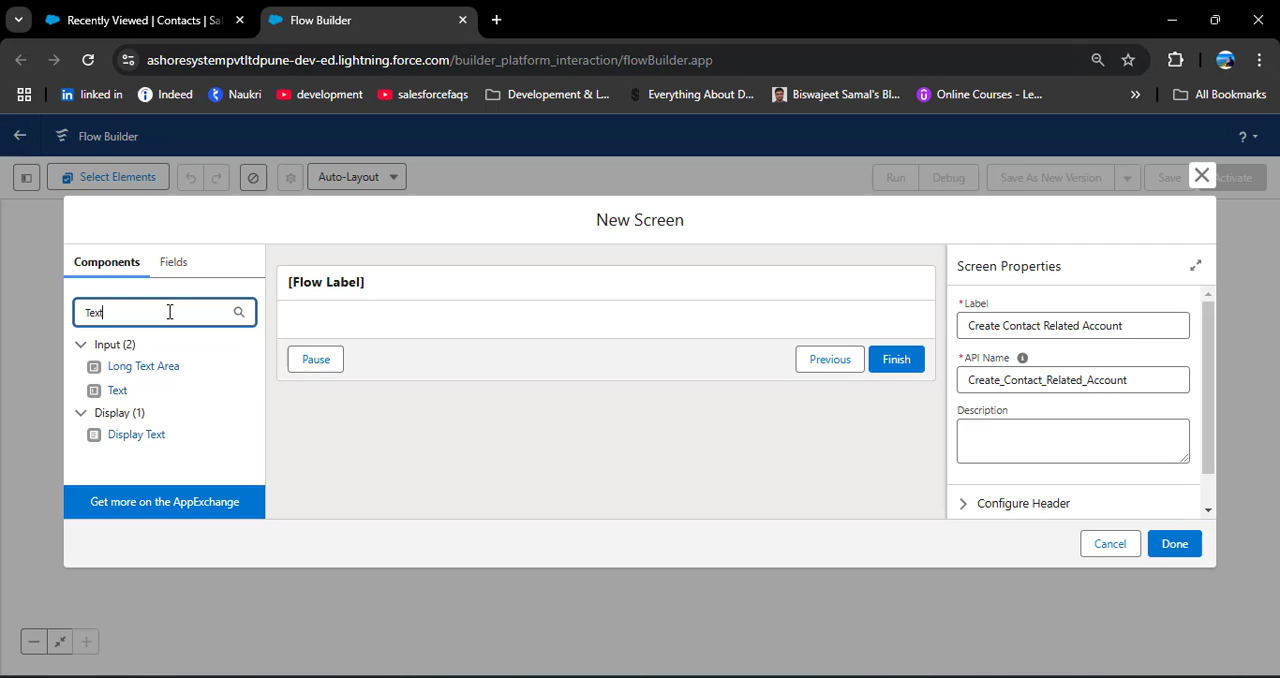 Recently Viewed | Contacts | Sa
Flow Builder
ashoresystempvtltdpune-dev-ed.lightning.force.com/builder_platform_interaction/flowBuilder.app
linked in
Indeed
Naukri
development
salesforcefaqs
Developement & L...
Everything About D...
Biswajeet Samal's Bl...
Online Courses - Le...
All Bookmarks
Flow Builder
?
Select Elements
Auto-Layout
Run
Debug
Save As New Version
Save
Activate
New Screen
Components
Fields
Text
Input (2)
Long Text Area
Text
Display (1)
Display Text
Get more on the AppExchange
[Flow Label]
Pause
Previous
Finish
Screen Properties
*Label
Create Contact Related Account
*API Name
Create_Contact_Related_Account
Description
Configure Header
Cancel
Done